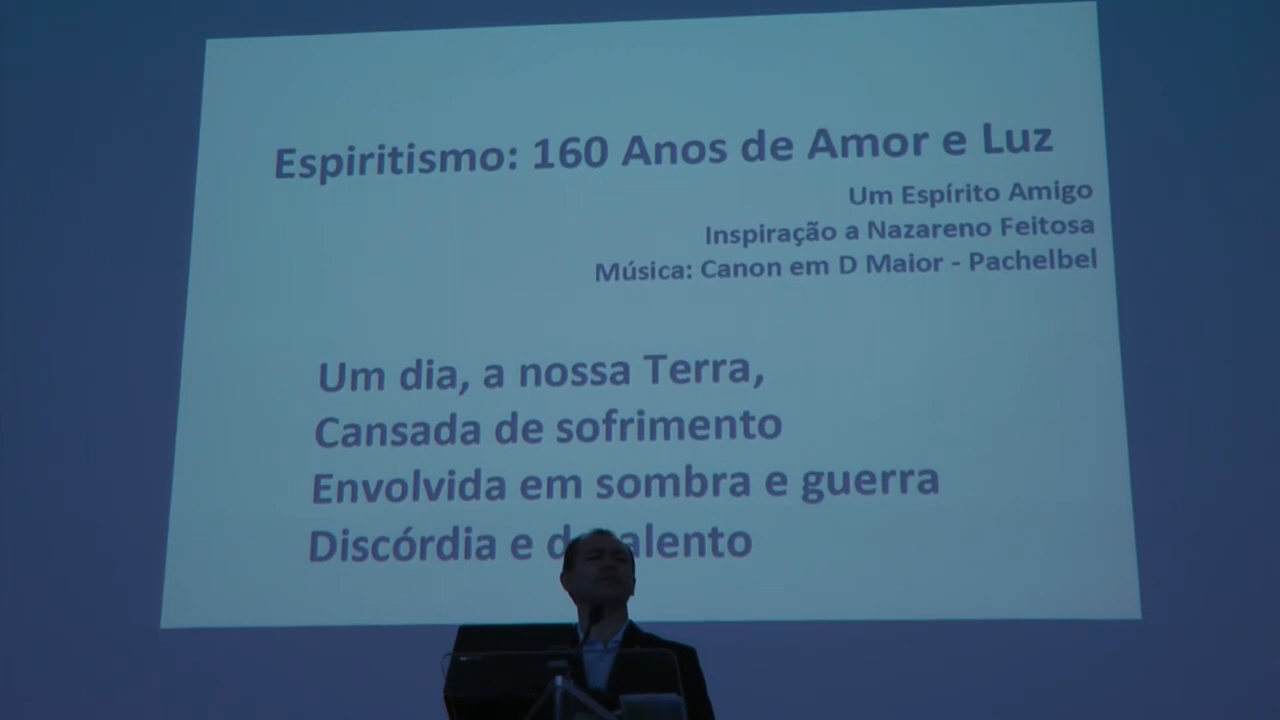 Espiritismo: 160 Anos de Amor e Luz
Um Espírito Amigo
Inspiração a Nazareno Feitosa
Música: Canon em D Maior - Pachelbel
Um dia, a nossa Terra,
Cansada de sofrimento
Envolvida em sombra e guerra
Discórdia e